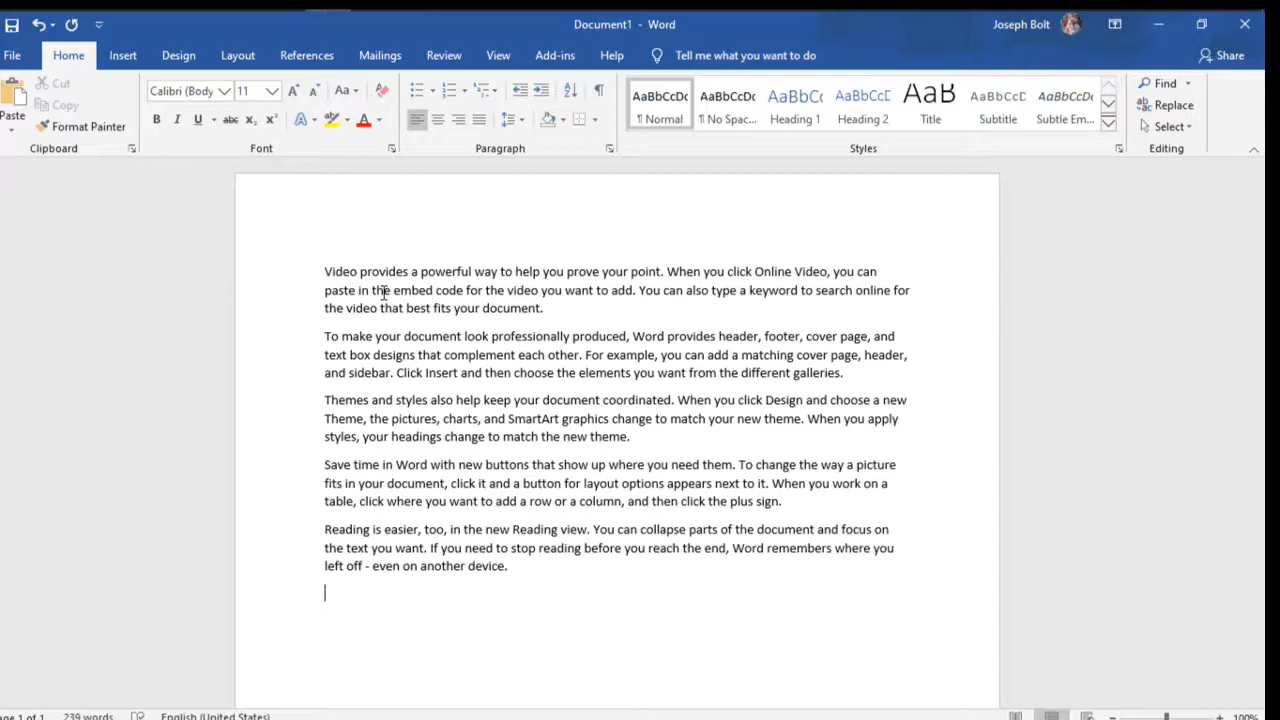 Document1 - Word
Joseph Bolt
File Home Insert Design Layout References Mailings Review View Add-ins Help Tell me what you want to do Share
Paste
Cut
Copy
Format Painter
Clipboard
Calibri (Body 11
Font
Paragraph
AaBbCcDc ¶ Normal
AaBbCcDc ¶ No Spac...
AaBbCc Heading 1
AaBbCcD Heading 2
AaB Title
AaBbCcD Subtitle
AaBbCcDc Subtle Em...
Styles
Find
Replace
Select
Editing
Video provides a powerful way to help you prove your point. When you click Online Video, you can
paste in the embed code for the video you want to add. You can also type a keyword to search online for
the video that best fits your document.
To make your document look professionally produced, Word provides header, footer, cover page, and
text box designs that complement each other. For example, you can add a matching cover page, header,
and sidebar. Click Insert and then choose the elements you want from the different galleries.
Themes and styles also help keep your document coordinated. When you click Design and choose a new
Theme, the pictures, charts, and SmartArt graphics change to match your new theme. When you apply
styles, your headings change to match the new theme.
Save time in Word with new buttons that show up where you need them. To change the way a picture
fits in your document, click it and a button for layout options appears next to it. When you work on a
table, click where you want to add a row or a column, and then click the plus sign.
Reading is easier, too, in the new Reading view. You can collapse parts of the document and focus on
the text you want. If you need to stop reading before you reach the end, Word remembers where you
left off - even on another device.
age 1 of 1 239 words English (United States) 100%